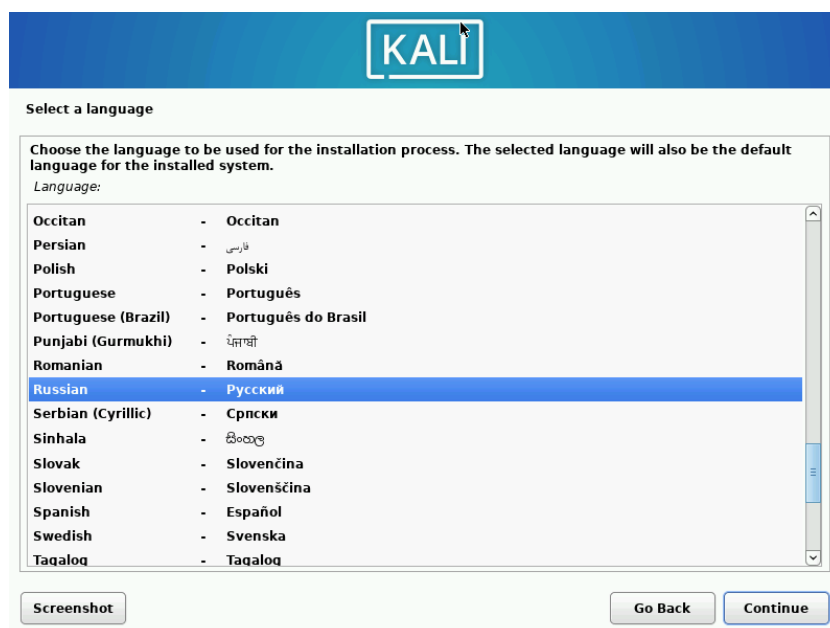 KALI
Select a language
Choose the language to be used for the installation process. The selected language will also be the default
language for the installed system.
Language:
Occitan - Occitan
Persian - فارسی
Polish - Polski
Portuguese - Português
Portuguese (Brazil) - Português do Brasil
Punjabi (Gurmukhi) - ਪੰਜਾਬੀ
Romanian - Română
Russian - Русский
Serbian (Cyrillic) - Српски
Sinhala - සිංහල
Slovak - Slovenčina
Slovenian - Slovenščina
Spanish - Español
Swedish - Svenska
Tagalog - Tagalog
Screenshot Go Back Continue